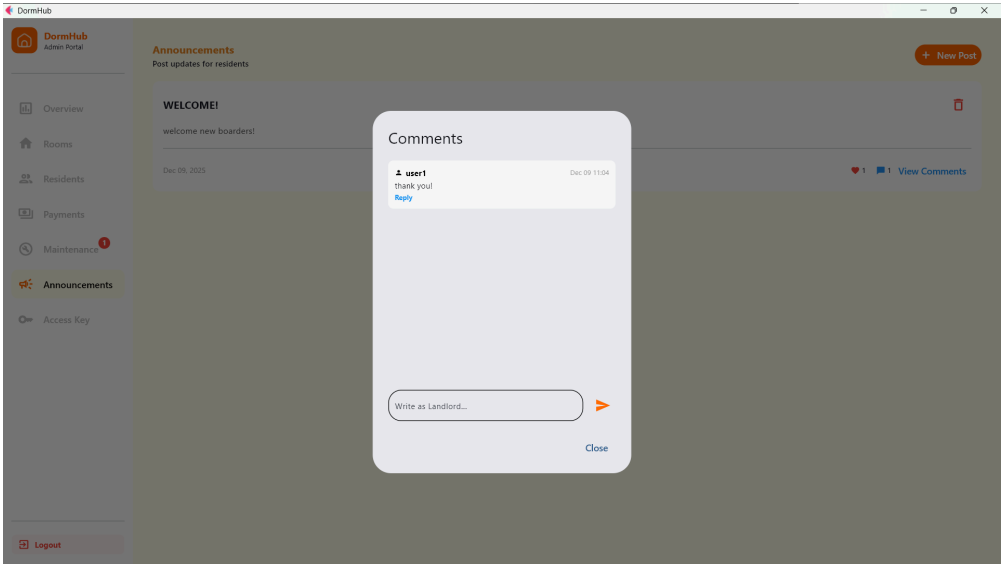 DormHub
DormHub
Admin Portal
Overview
Rooms
Residents
Payments
Maintenance
1
Announcements
Access Key
Logout
Announcements
Post updates for residents
+ New Post
WELCOME!
welcome new boarders!
Dec 09, 2025
1 1 View Comments
Comments
user1 Dec 09 11:04
thank you!
Reply
Write as Landlord...
Close